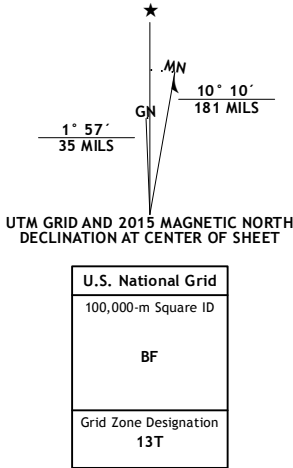 ★
MN
GN
10° 10´
181 MILS
1° 57´
35 MILS
UTM GRID AND 2015 MAGNETIC NORTH
DECLINATION AT CENTER OF SHEET
U.S. National Grid
100,000-m Square ID
BF
Grid Zone Designation
13T